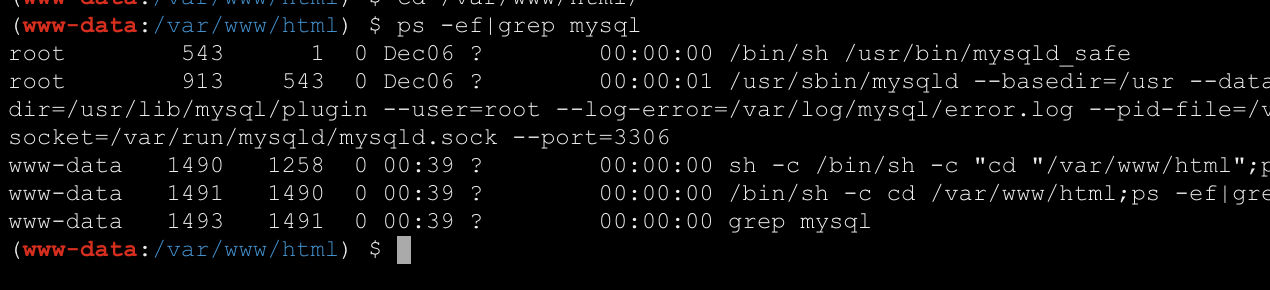 (www-data:/var/www/html) $ cd /var/www/html/
(www-data:/var/www/html) $ ps -ef|grep mysql
root        543      1  0 Dec06 ?        00:00:00 /bin/sh /usr/bin/mysqld_safe
root        913    543  0 Dec06 ?        00:00:01 /usr/sbin/mysqld --basedir=/usr --data
dir=/usr/lib/mysql/plugin --user=root --log-error=/var/log/mysql/error.log --pid-file=/v
socket=/var/run/mysqld/mysqld.sock --port=3306
www-data   1490   1258  0 00:39 ?        00:00:00 sh -c /bin/sh -c "cd "/var/www/html";p
www-data   1491   1490  0 00:39 ?        00:00:00 /bin/sh -c cd /var/www/html;ps -ef|gre
www-data   1493   1491  0 00:39 ?        00:00:00 grep mysql
(www-data:/var/www/html) $